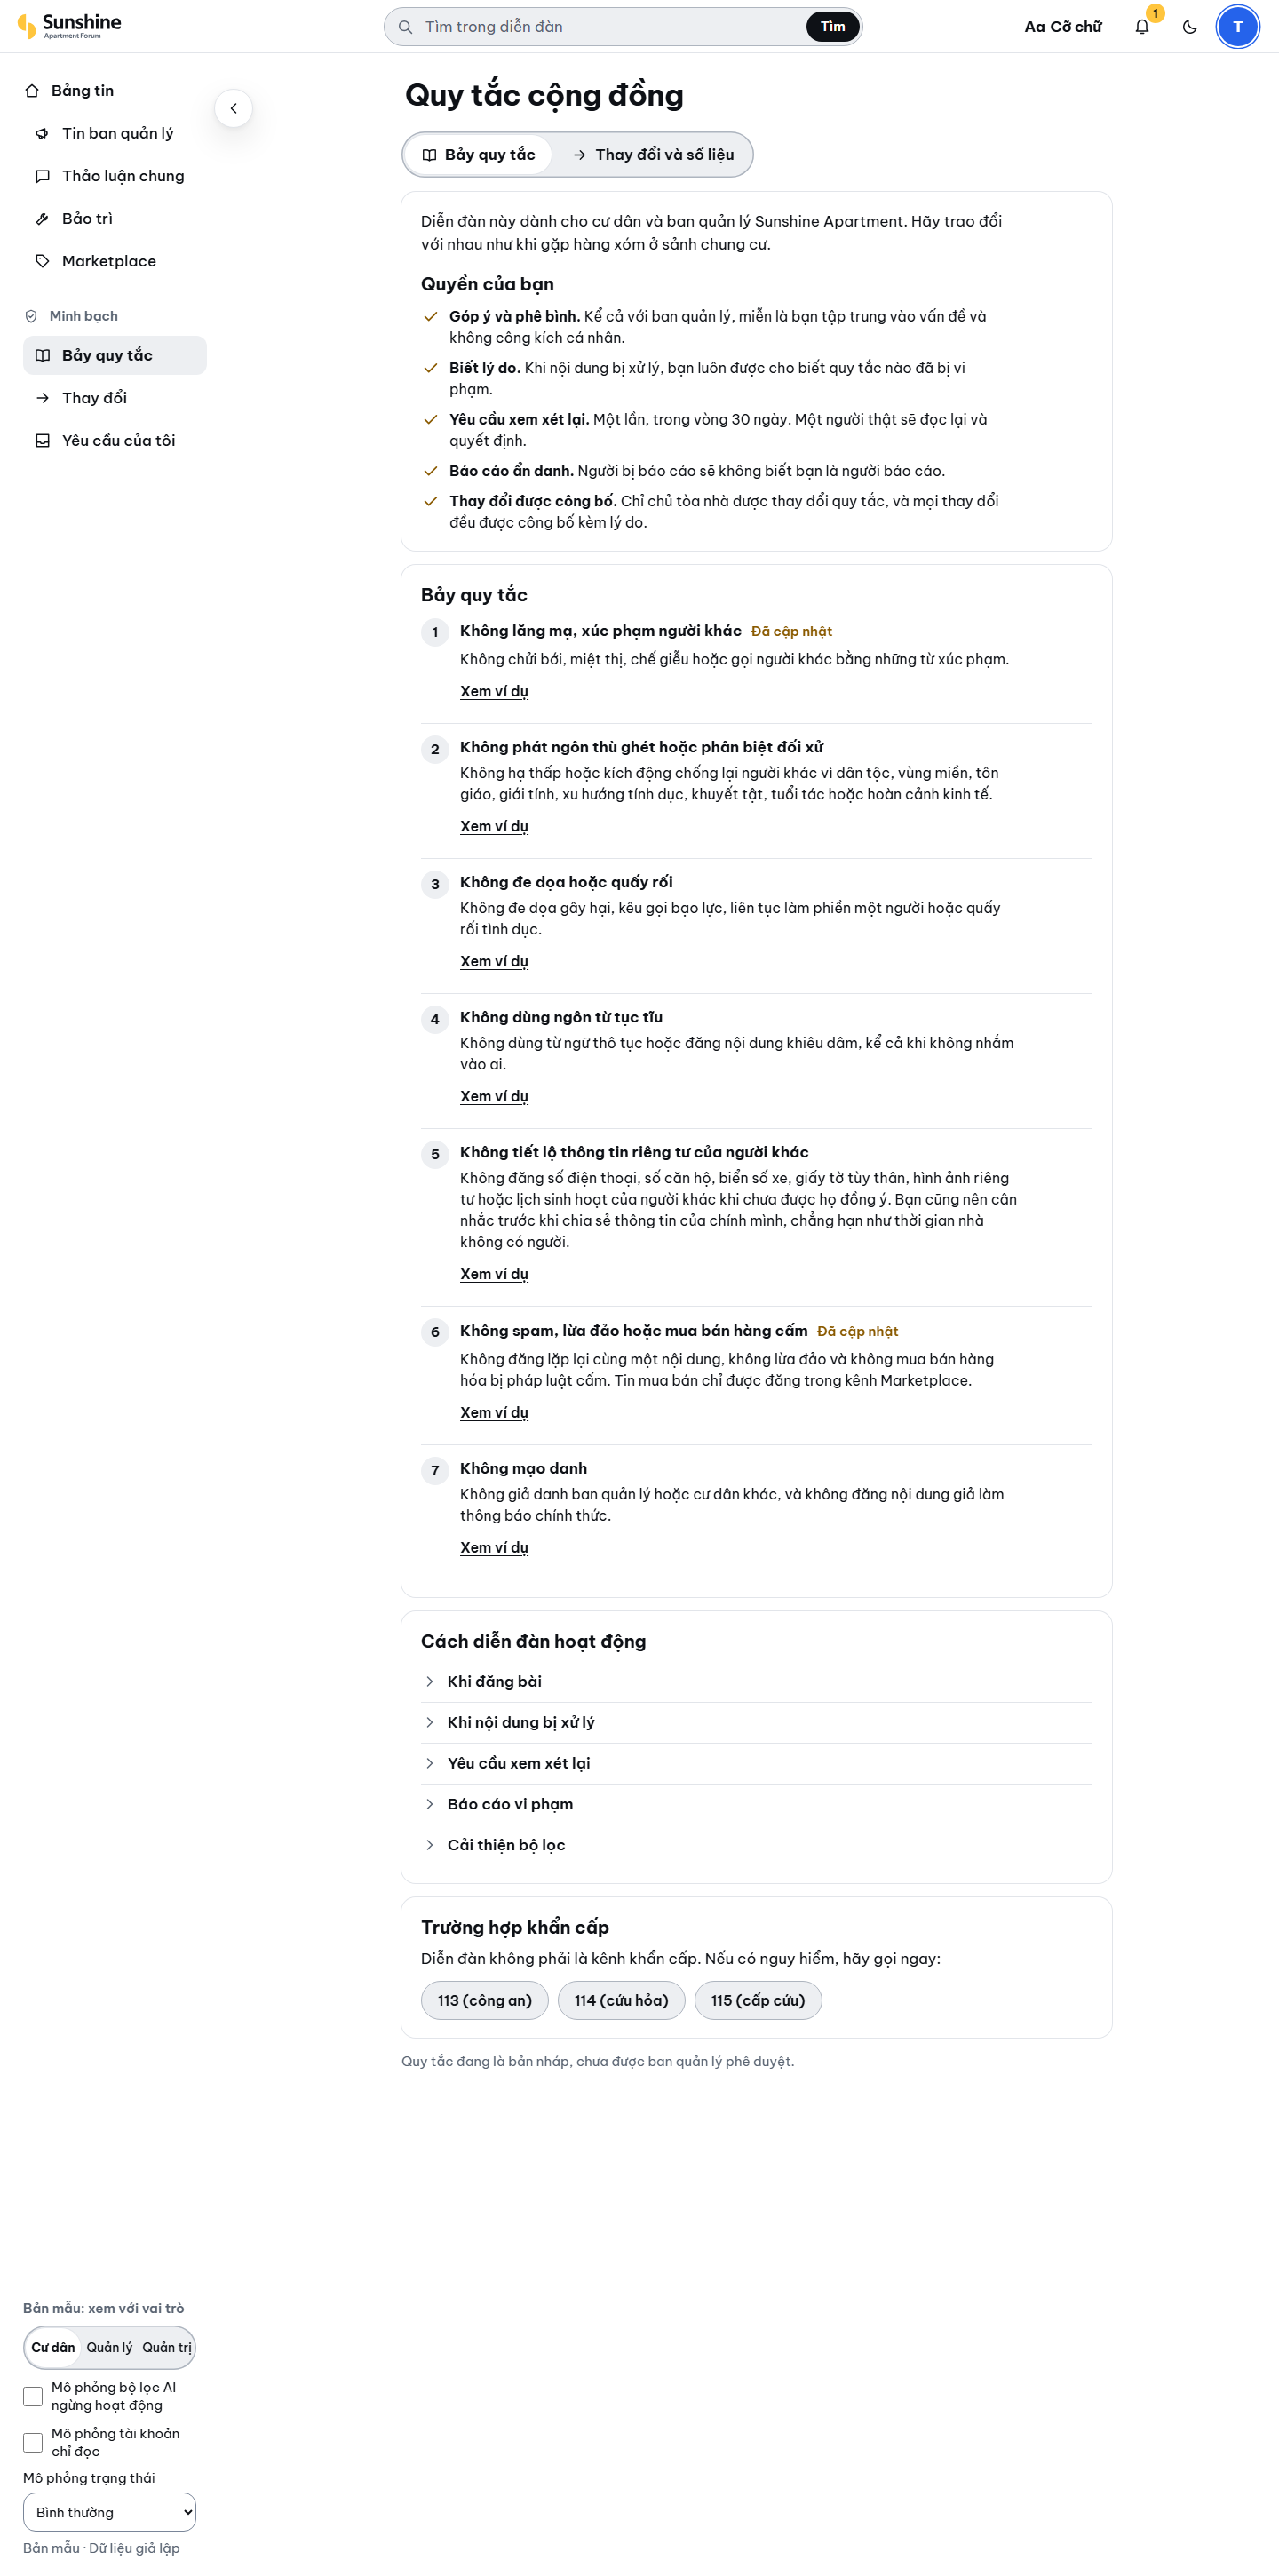 Sunshine
Apartment Forum
Tìm trong diễn đàn
Tìm
Aa Cỡ chữ
1
T
Bảng tin
Tin ban quản lý
Thảo luận chung
Bảo trì
Marketplace
Minh bạch
Bảy quy tắc
Thay đổi
Yêu cầu của tôi
Quy tắc cộng đồng
Bảy quy tắc
Thay đổi và số liệu
Diễn đàn này dành cho cư dân và ban quản lý Sunshine Apartment. Hãy trao đổi
với nhau như khi gặp hàng xóm ở sảnh chung cư.
Quyền của bạn
Góp ý và phê bình. Kể cả với ban quản lý, miễn là bạn tập trung vào vấn đề và
không công kích cá nhân.
Biết lý do. Khi nội dung bị xử lý, bạn luôn được cho biết quy tắc nào đã bị vi
phạm.
Yêu cầu xem xét lại. Một lần, trong vòng 30 ngày. Một người thật sẽ đọc lại và
quyết định.
Báo cáo ẩn danh. Người bị báo cáo sẽ không biết bạn là người báo cáo.
Thay đổi được công bố. Chỉ chủ tòa nhà được thay đổi quy tắc, và mọi thay đổi
đều được công bố kèm lý do.
Bảy quy tắc
1 Không lăng mạ, xúc phạm người khác Đã cập nhật
Không chửi bới, miệt thị, chế giễu hoặc gọi người khác bằng những từ xúc phạm.
Xem ví dụ
2 Không phát ngôn thù ghét hoặc phân biệt đối xử
Không hạ thấp hoặc kích động chống lại người khác vì dân tộc, vùng miền, tôn
giáo, giới tính, xu hướng tính dục, khuyết tật, tuổi tác hoặc hoàn cảnh kinh tế.
Xem ví dụ
3 Không đe dọa hoặc quấy rối
Không đe dọa gây hại, kêu gọi bạo lực, liên tục làm phiền một người hoặc quấy
rối tình dục.
Xem ví dụ
4 Không dùng ngôn từ tục tĩu
Không dùng từ ngữ thô tục hoặc đăng nội dung khiêu dâm, kể cả khi không nhắm
vào ai.
Xem ví dụ
5 Không tiết lộ thông tin riêng tư của người khác
Không đăng số điện thoại, số căn hộ, biển số xe, giấy tờ tùy thân, hình ảnh riêng
tư hoặc lịch sinh hoạt của người khác khi chưa được họ đồng ý. Bạn cũng nên cân
nhắc trước khi chia sẻ thông tin của chính mình, chẳng hạn như thời gian nhà
không có người.
Xem ví dụ
6 Không spam, lừa đảo hoặc mua bán hàng cấm Đã cập nhật
Không đăng lặp lại cùng một nội dung, không lừa đảo và không mua bán hàng
hóa bị pháp luật cấm. Tin mua bán chỉ được đăng trong kênh Marketplace.
Xem ví dụ
7 Không mạo danh
Không giả danh ban quản lý hoặc cư dân khác, và không đăng nội dung giả làm
thông báo chính thức.
Xem ví dụ
Cách diễn đàn hoạt động
Khi đăng bài
Khi nội dung bị xử lý
Yêu cầu xem xét lại
Báo cáo vi phạm
Cải thiện bộ lọc
Trường hợp khẩn cấp
Diễn đàn không phải là kênh khẩn cấp. Nếu có nguy hiểm, hãy gọi ngay:
113 (công an)
114 (cứu hỏa)
115 (cấp cứu)
Quy tắc đang là bản nháp, chưa được ban quản lý phê duyệt.
Bản mẫu: xem với vai trò
Cư dân
Quản lý
Quản trị
Mô phỏng bộ lọc AI
ngừng hoạt động
Mô phỏng tài khoản
chỉ đọc
Mô phỏng trạng thái
Bình thường
Bản mẫu · Dữ liệu giả lập